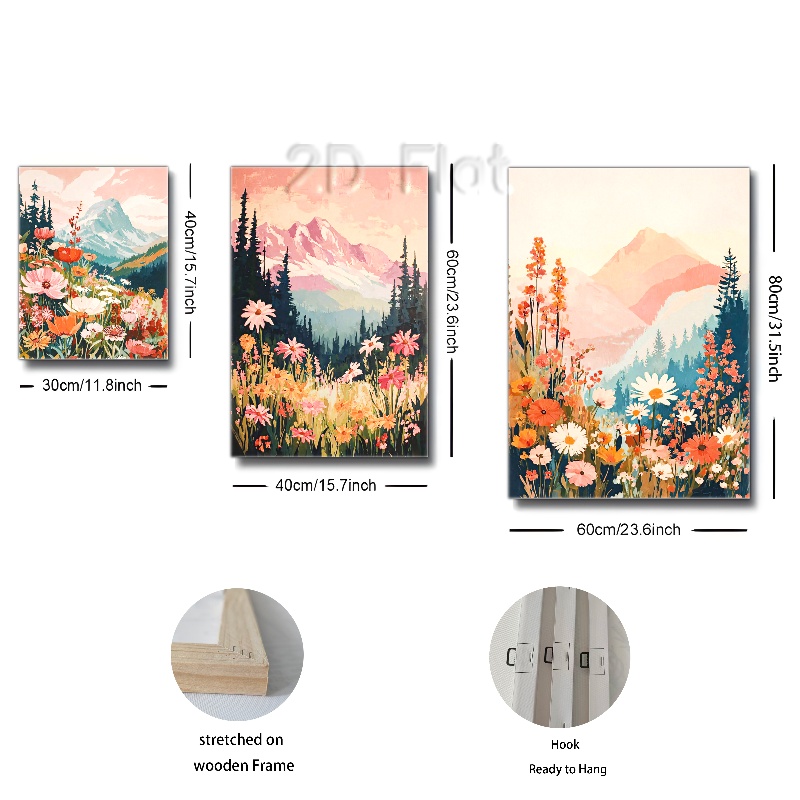 2D Flat
40cm/15.7inch
30cm/11.8inch
60cm/23.6inch
40cm/15.7inch
80cm/31.5inch
60cm/23.6inch
stretched on
wooden Frame
Hook
Ready to Hang